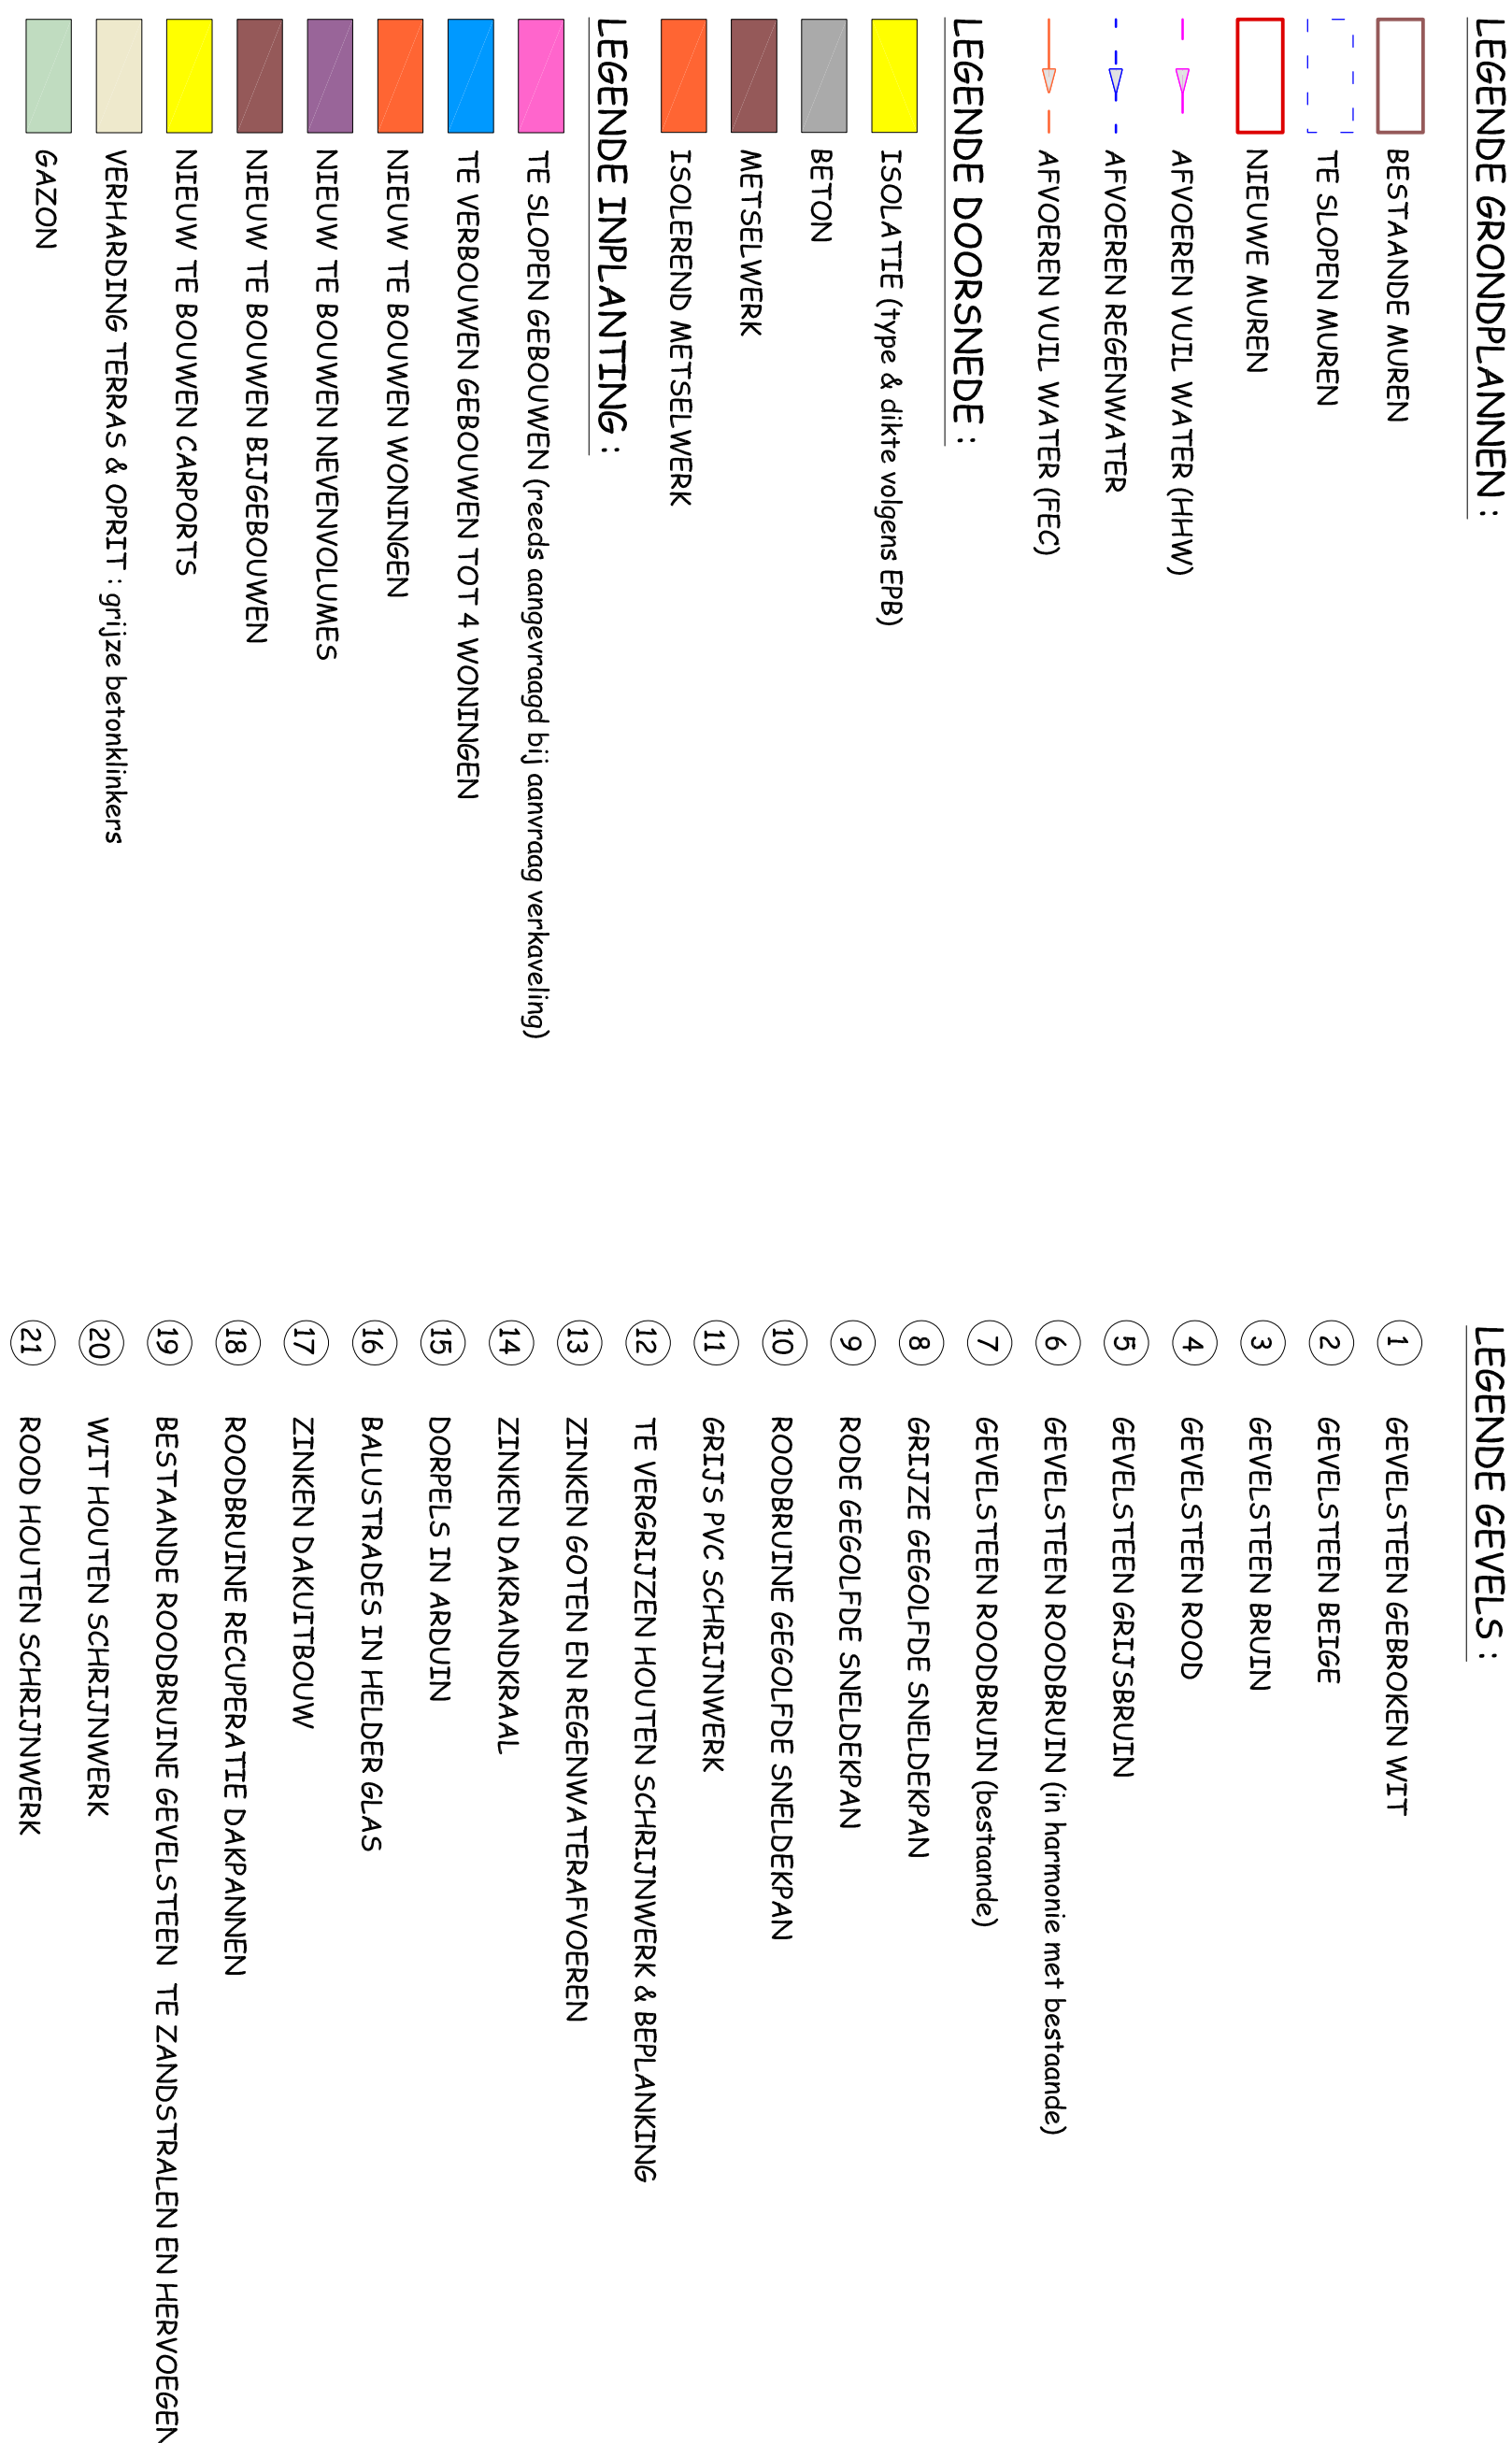 LEGENDE GRONDPLANNEN :
BESTAANDE MUREN
TE SLOPEN MUREN
NIEUWE MUREN
AFVOEREN VUIL WATER (HHW)
AFVOEREN REGENWATER
AFVOEREN VUIL WATER (FEC)
LEGENDE DOORSNEDE :
ISOLATIE (type & dikte volgens EPB)
BETON
METSELWERK
ISOLEREND METSELWERK
LEGENDE INPLANTING :
TE SLOPEN GEBOUWEN (reeds aangevraagd bij aanvraag verkaveling)
TE VERBOUWEN GEBOUWEN TOT 4 WONINGEN
NIEUW TE BOUWEN WONINGEN
NIEUW TE BOUWEN NEVENVOLUMES
NIEUW TE BOUWEN BIJGEBOUWEN
NIEUW TE BOUWEN CARPORTS
VERHARDING TERRAS & OPRIT : grijze betonklinkers
GAZON
LEGENDE GEVELS :
1 GEVELSTEEN GEBROKEN WIT
2 GEVELSTEEN BEIGE
3 GEVELSTEEN BRUIN
4 GEVELSTEEN ROOD
5 GEVELSTEEN GRIJSBRUIN
6 GEVELSTEEN ROODBRUIN (in harmonie met bestaande)
7 GEVELSTEEN ROODBRUIN (bestaande)
8 GRIJZE GEGOLFDE SNELDEKPAN
9 RODE GEGOLFDE SNELDEKPAN
10 ROODBRUINE GEGOLFDE SNELDEKPAN
11 GRIJS PVC SCHRIJNWERK
12 TE VERGRIJZEN HOUTEN SCHRIJNWERK & BEPLANKING
13 ZINKEN GOTEN EN REGENWATERAFVOEREN
14 ZINKEN DAKRANDKRAAL
15 DORPELS IN ARDUIN
16 BALUSTRADES IN HELDER GLAS
17 ZINKEN DAKUITBOUW
18 ROODBRUINE RECUPERATIE DAKPANNEN
19 BESTAANDE ROODBRUINE GEVELSTEEN TE ZANDSTRALEN EN HERVOEGEN
20 WIT HOUTEN SCHRIJNWERK
21 ROOD HOUTEN SCHRIJNWERK